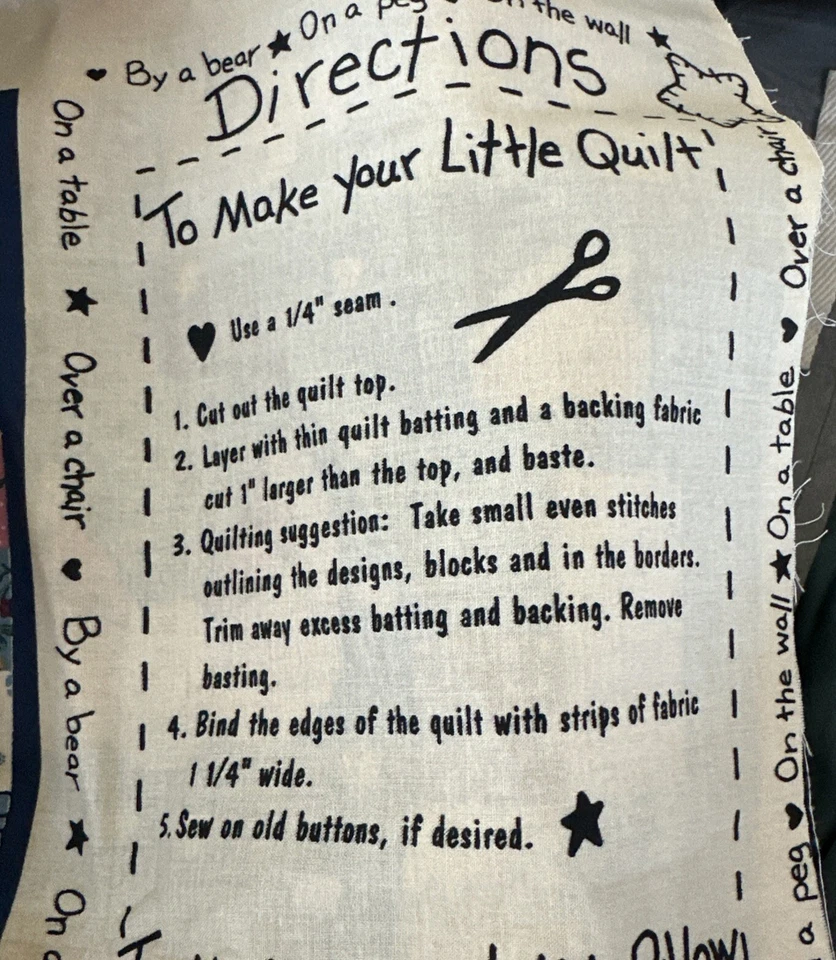 ♥ By a bear ★ On a peg ♥ On the wall ★
Directions
To Make Your Little Quilt
♥ Use a 1/4" seam.
1. Cut out the quilt top.
2. Layer with thin quilt batting and a backing fabric
cut 1" larger than the top, and baste.
3. Quilting suggestion: Take small even stitches
outlining the designs, blocks and in the borders.
Trim away excess batting and backing. Remove
basting.
4. Bind the edges of the quilt with strips of fabric
1 1/4" wide.
5. Sew on old buttons, if desired.
On a table ★ Over a chair ♥ By a bear ★ On
a peg ♥ On the wall ★ On a table ♥ Over a chair